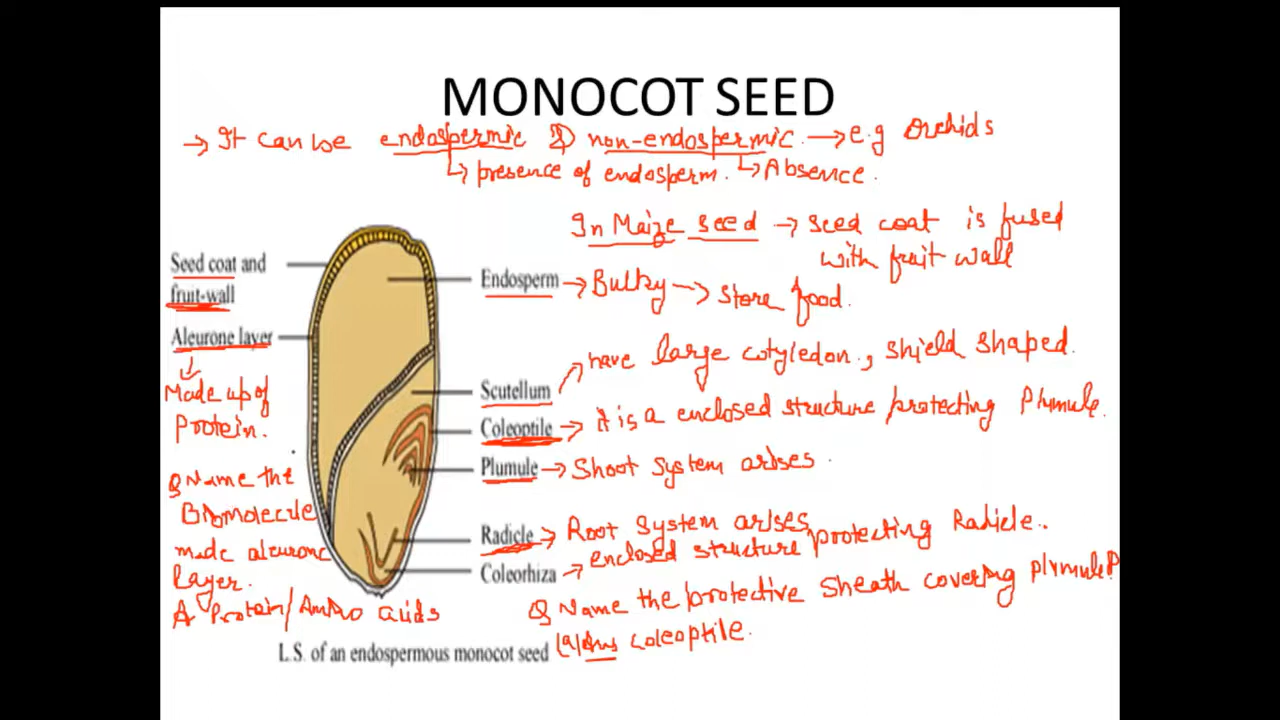 MONOCOT SEED
→ It can be endospermic & non-endospermic → e.g Orchids
↳ presence of endosperm. ↳ Absence.
In Maize seed → seed coat is fused
with fruit wall
Seed coat and
fruit-wall
Endosperm → Bulky → store food.
Aleurone layer
Made up of
Protein.
Scutellum have large cotyledon, shield shaped.
Coleoptile → it is a enclosed structure protecting Plumule.
Plumule → Shoot System arises
Q Name the
Biomolecule
made aleurone
layer.
A Protein/Amino acids
Radicle → Root System arises
Coleorhiza → enclosed structure protecting Radicle.
Q Name the protective sheath covering plumule?
Ans coleoptile.
L.S. of an endospermous monocot seed